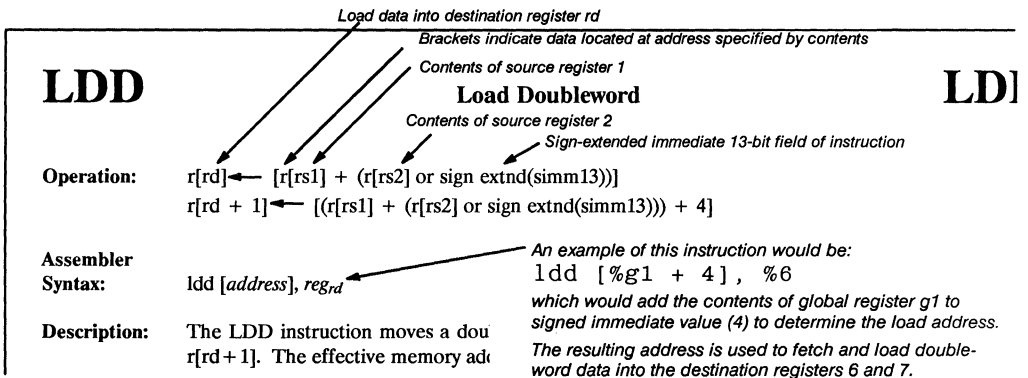 Load data into destination register rd
Brackets indicate data located at address specified by contents
Contents of source register 1
LDD
Load Doubleword
Contents of source register 2
Sign-extended immediate 13-bit field of instruction
Operation: r[rd] ← [r[rs1] + (r[rs2] or sign extnd(simm13))]
r[rd + 1] ← [(r[rs1] + (r[rs2] or sign extnd(simm13))) + 4]
Assembler
Syntax: ldd [address], reg_rd
An example of this instruction would be:
ldd [%g1 + 4], %6
which would add the contents of global register g1 to
signed immediate value (4) to determine the load address.
The resulting address is used to fetch and load double-
word data into the destination registers 6 and 7.
Description: The LDD instruction moves a dou
r[rd+1]. The effective memory add